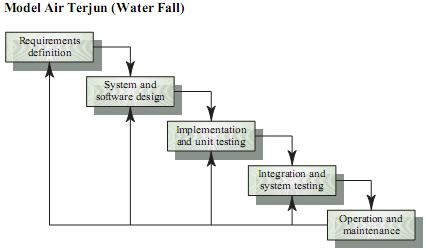 Model Air Terjun (Water Fall)
Requirements
definition
System and
software design
Implementation
and unit testing
Integration and
system testing
Operation and
maintenance